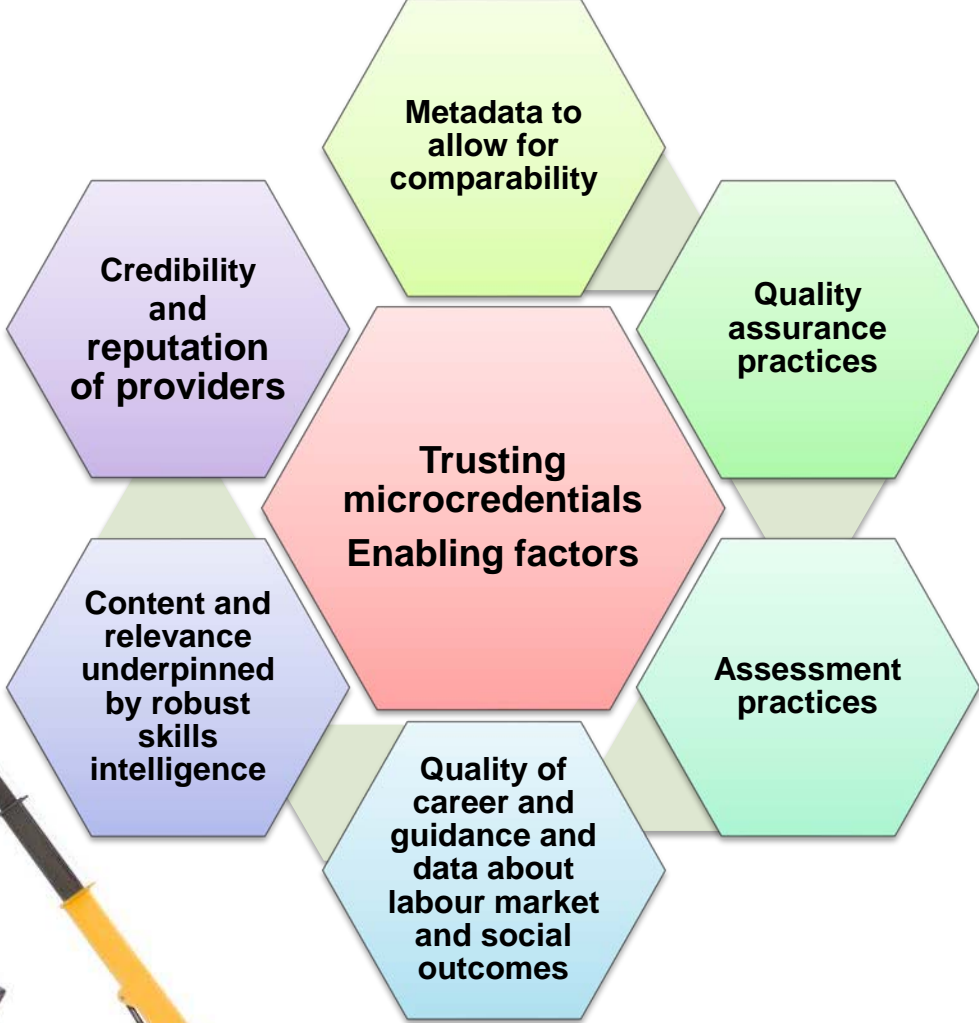 Metadata to
allow for
comparability
Credibility
and
reputation
of providers
Quality
assurance
practices
Trusting
microcredentials
Enabling factors
Content and
relevance
underpinned
by robust
skills
intelligence
Assessment
practices
Quality of
career and
guidance and
data about
labour market
and social
outcomes